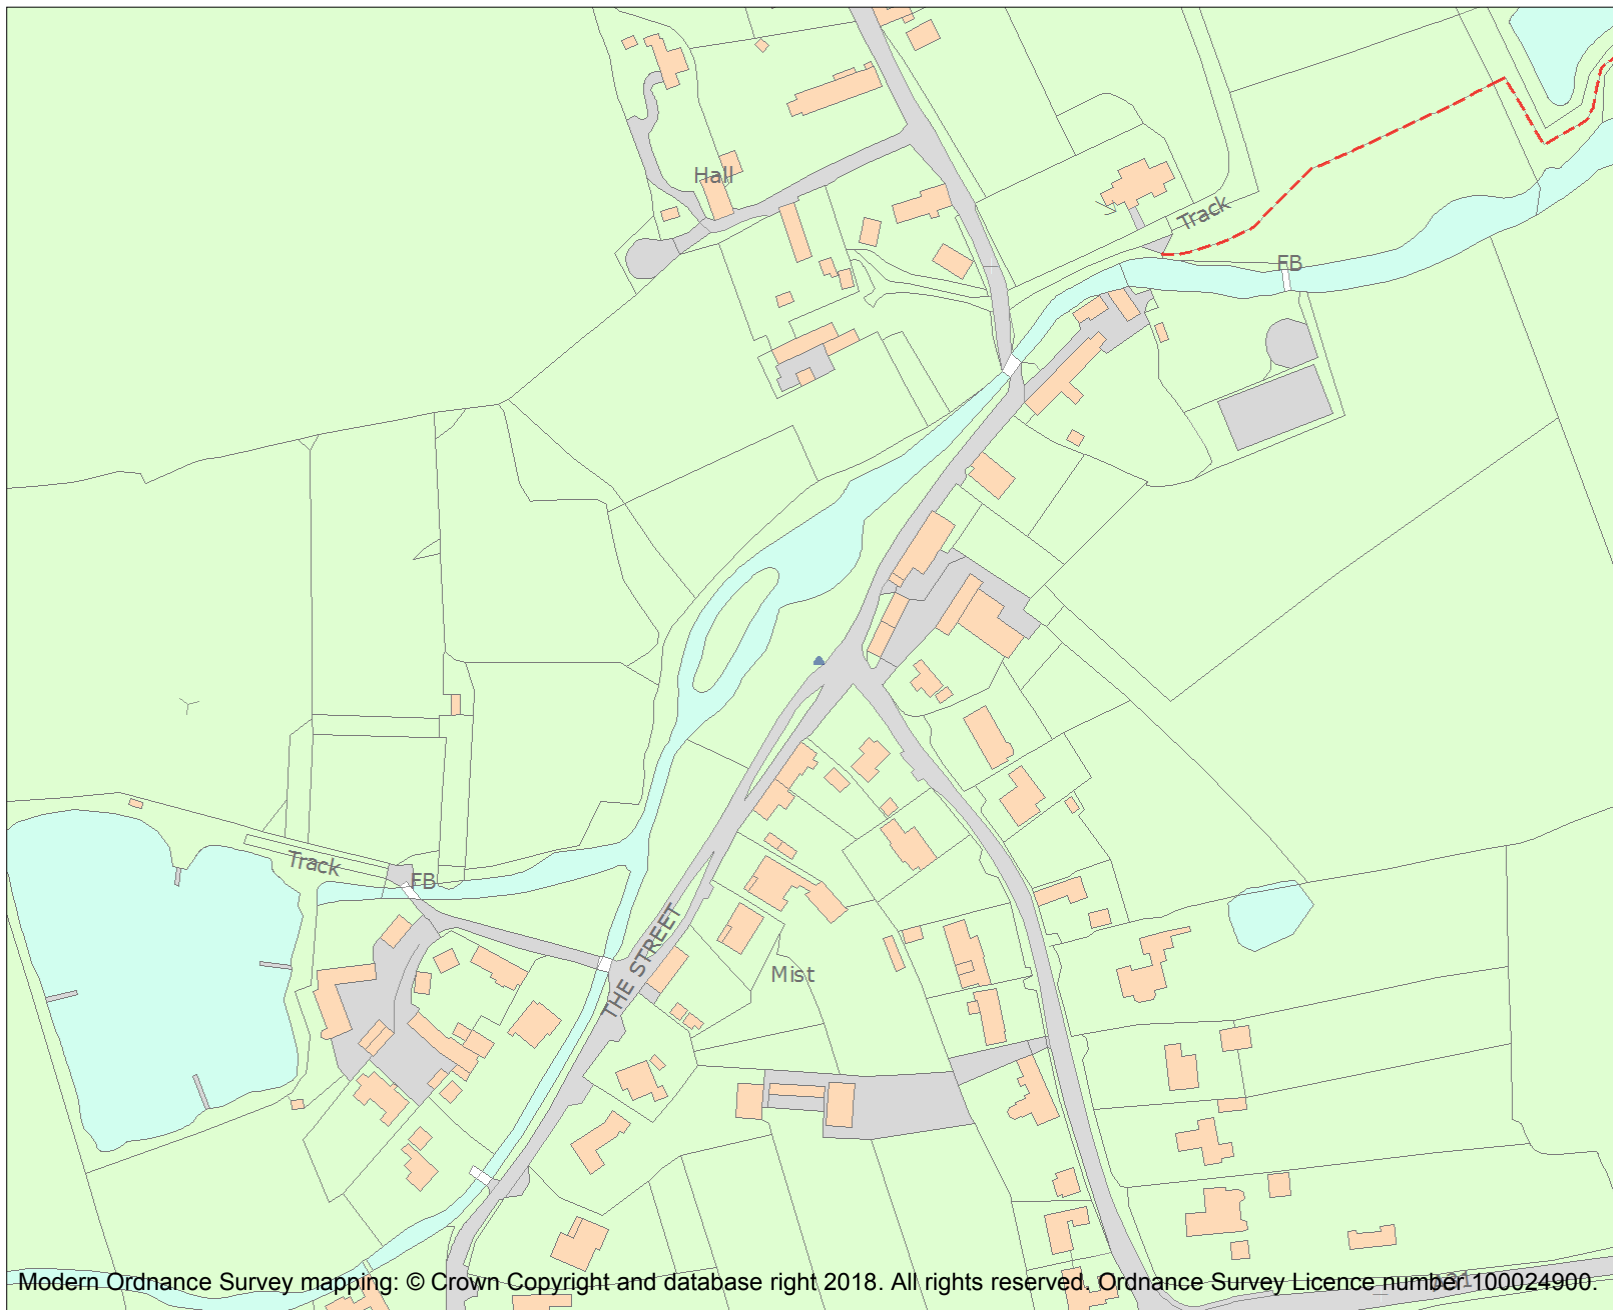 Hall
Track
FB
Track
FB
THE STREET
Mist
Modern Ordnance Survey mapping: © Crown Copyright and database right 2018. All rights reserved. Ordnance Survey Licence number 100024900.